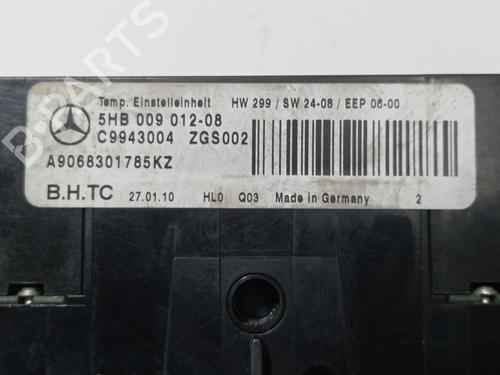 Temp. Einstelleinheit HW 299 / SW 24-08 / EEP 06-00
5HB 009 012-08
C9943004 ZGS002
A9068301785KZ
B.H.TC 27.01.10 HL0 Q03 Made in Germany 2
B-PARTS